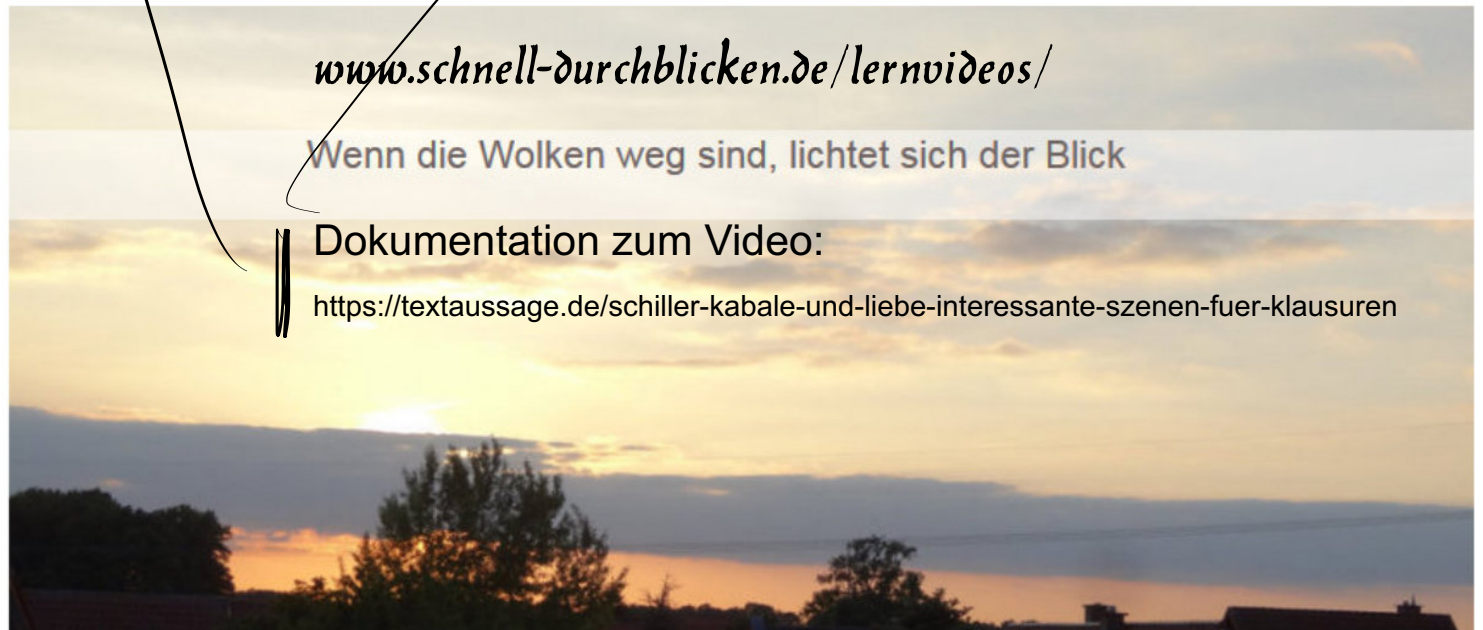 www.schnell-durchblicken.de/lernvideos/
Wenn die Wolken weg sind, lichtet sich der Blick
Dokumentation zum Video:
https://textaussage.de/schiller-kabale-und-liebe-interessante-szenen-fuer-klausuren